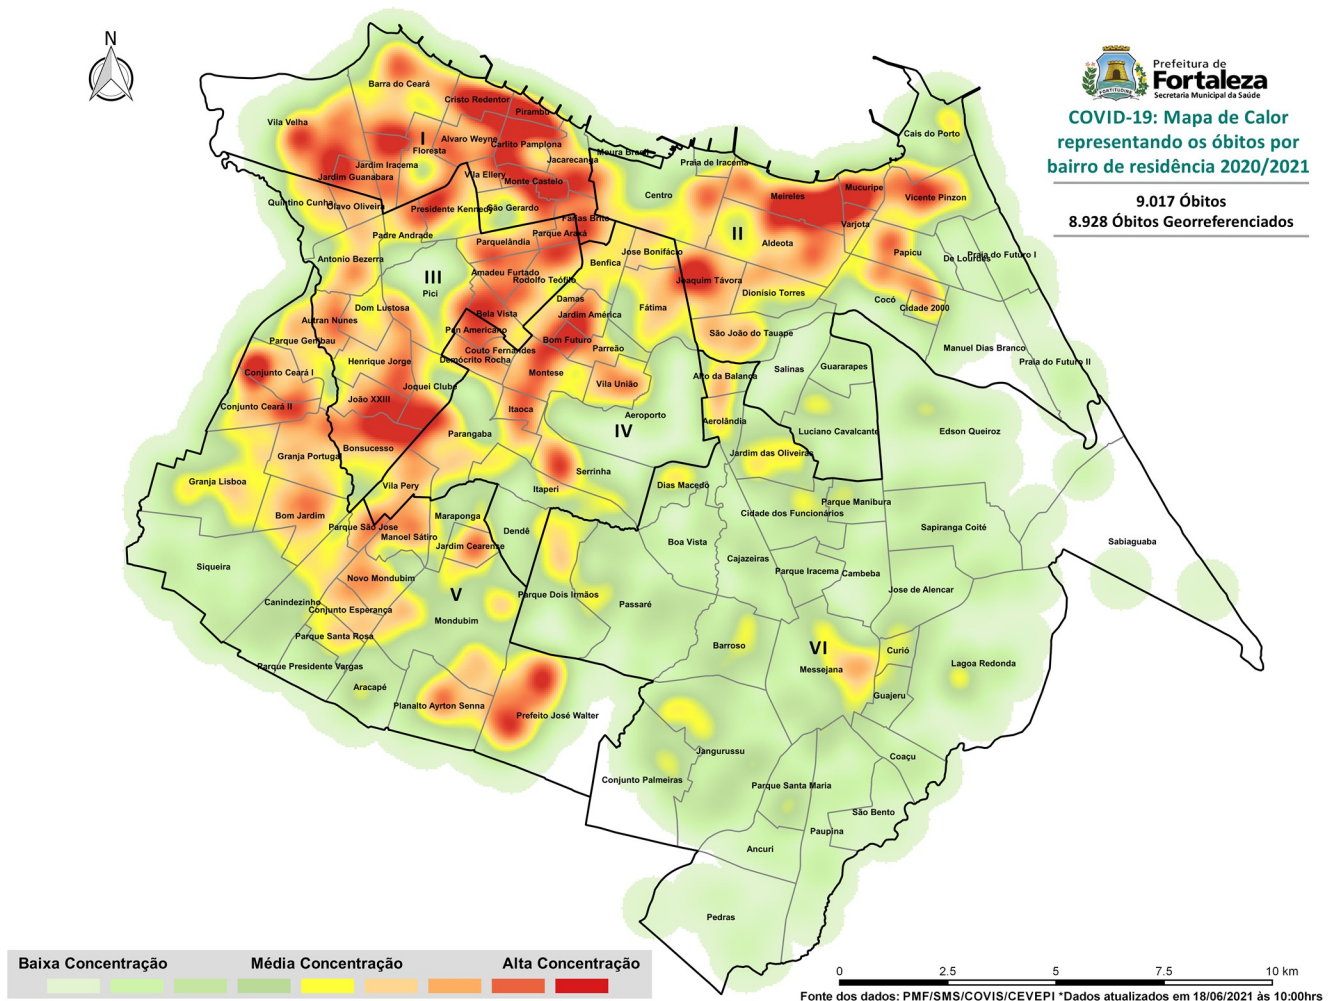 N
Prefeitura de
Fortaleza
Secretaria Municipal da Saúde
FORTITUDINE
COVID-19: Mapa de Calor
representando os óbitos por
bairro de residência 2020/2021
9.017 Óbitos
8.928 Óbitos Georreferenciados
Barra do Ceará
Cristo Redentor
Pirambu
Vila Velha
I
Floresta
Alvaro Weyne
Carlito Pamplona
Jacarecanga
Moura Brasil
Praia de Iracema
Cais do Porto
Jardim Iracema
Jardim Guanabara
Vila Ellery
Monte Castelo
Centro
Meireles
Mucuripe
Vicente Pinzon
Quintino Cunha
Olavo Oliveira
Presidente Kennedy
São Gerardo
Farias Brito
Varjota
II
Padre Andrade
Parquelândia
Parque Araxá
Aldeota
Papicu
De Lourdes
Praia do Futuro I
Antonio Bezerra
III
Pici
Amadeu Furtado
Rodolfo Teófilo
Benfica
Jose Bonifácio
Joaquim Távora
Dionísio Torres
Cocó
Cidade 2000
Dom Lustosa
Damas
Fátima
Autran Nunes
Bela Vista
Jardim América
Pan Americano
Bom Futuro
Parreão
São João do Tauape
Parque Genibau
Couto Fernandes
Demócrito Rocha
Manuel Dias Branco
Praia do Futuro II
Henrique Jorge
Conjunto Ceará I
Montese
Vila União
Alto da Balança
Salinas
Guararapes
Joquei Clube
João XXIII
Conjunto Ceará II
Itaoca
Aeroporto
IV
Aerolândia
Luciano Cavalcante
Edson Queiroz
Parangaba
Bonsucesso
Granja Portugal
Jardim das Oliveiras
Serrinha
Granja Lisboa
Vila Pery
Itaperi
Dias Macedo
Bom Jardim
Parque São Jose
Maraponga
Manoel Sátiro
Jardim Cearense
Dendê
Parque Manibura
Cidade dos Funcionários
Sapiranga Coité
Boa Vista
Sabiaguaba
Cajazeiras
Siqueira
Parque Iracema
Cambeba
Novo Mondubim
Jose de Alencar
V
Parque Dois Irmãos
Passaré
Canindezinho
Conjunto Esperança
Mondubim
Parque Santa Rosa
Barroso
VI
Messejana
Curió
Lagoa Redonda
Parque Presidente Vargas
Aracapé
Guajeru
Planalto Ayrton Senna
Prefeito José Walter
Jangurussu
Coaçu
Conjunto Palmeiras
Parque Santa Maria
São Bento
Paupina
Ancuri
Pedras
Baixa Concentração Média Concentração Alta Concentração
0 2.5 5 7.5 10 km
Fonte dos dados: PMF/SMS/COVIS/CEVEPI *Dados atualizados em 18/06/2021 às 10:00hrs